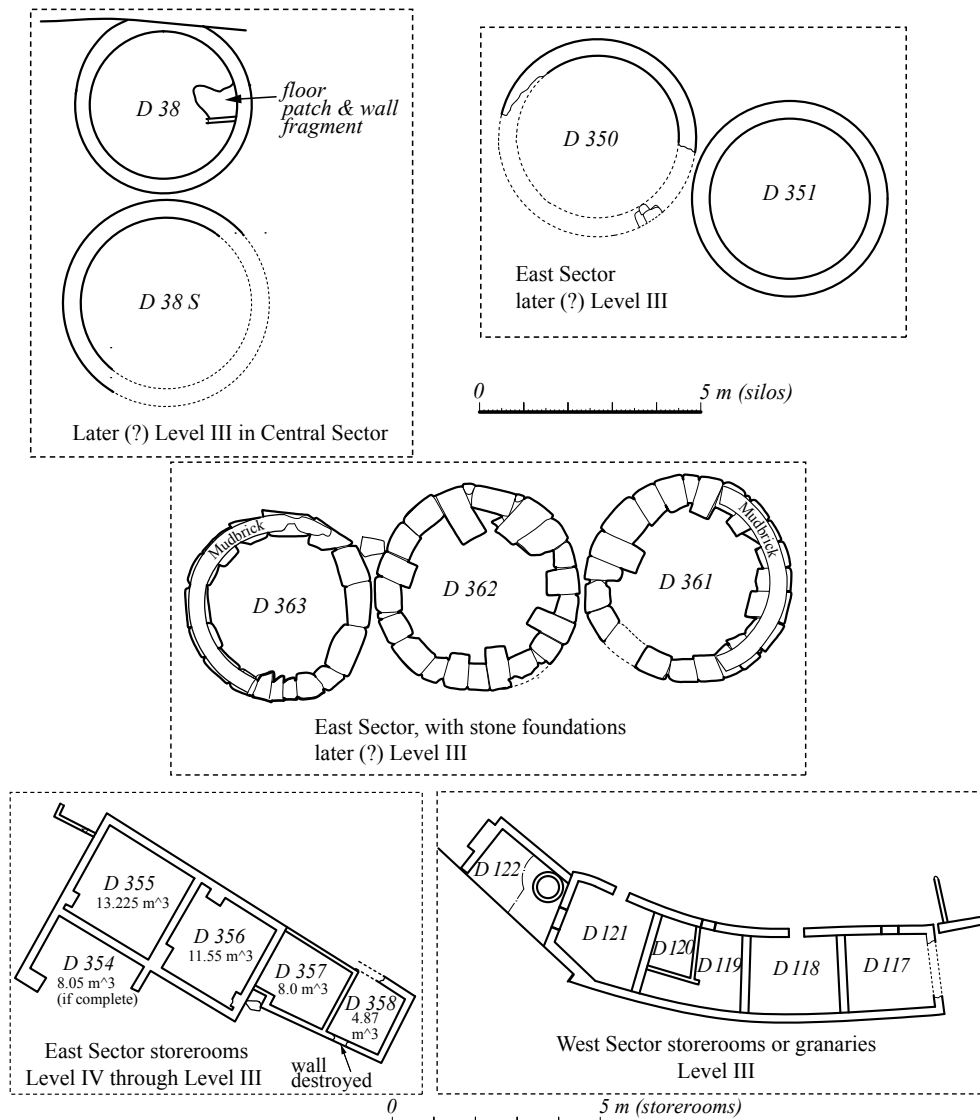 D 38
floor
patch & wall
fragment
D 38 S
Later (?) Level III in Central Sector
D 350
D 351
East Sector
later (?) Level III
0
5 m (silos)
Mudbrick
D 363
D 362
D 361
Mudbrick
East Sector, with stone foundations
later (?) Level III
D 355
13.225 m^3
D 356
11.55 m^3
D 354
8.05 m^3
(if complete)
D 357
8.0 m^3
D 358
4.87
m^3
East Sector storerooms
Level IV through Level III
wall
destroyed
D 122
D 121
D 120
D 119
D 118
D 117
West Sector storerooms or granaries
Level III
0
5 m (storerooms)